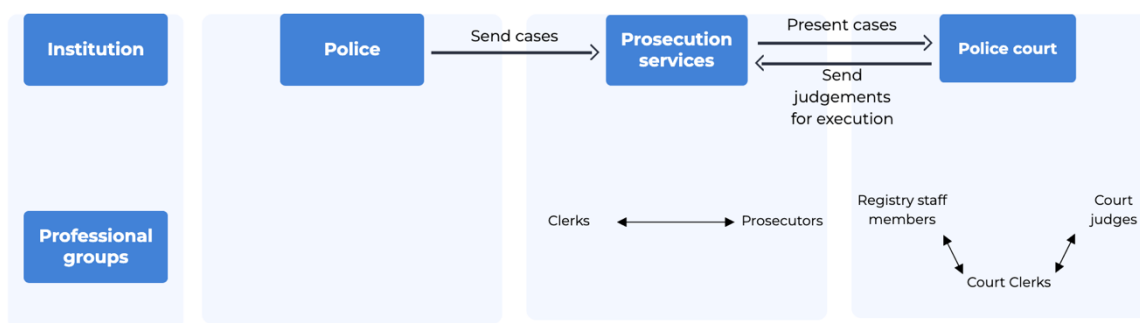 Institution
Police
Send cases
Prosecution
services
Present cases
Send
judgements
for execution
Police court
Professional
groups
Clerks
Prosecutors
Registry staff
members
Court
judges
Court Clerks